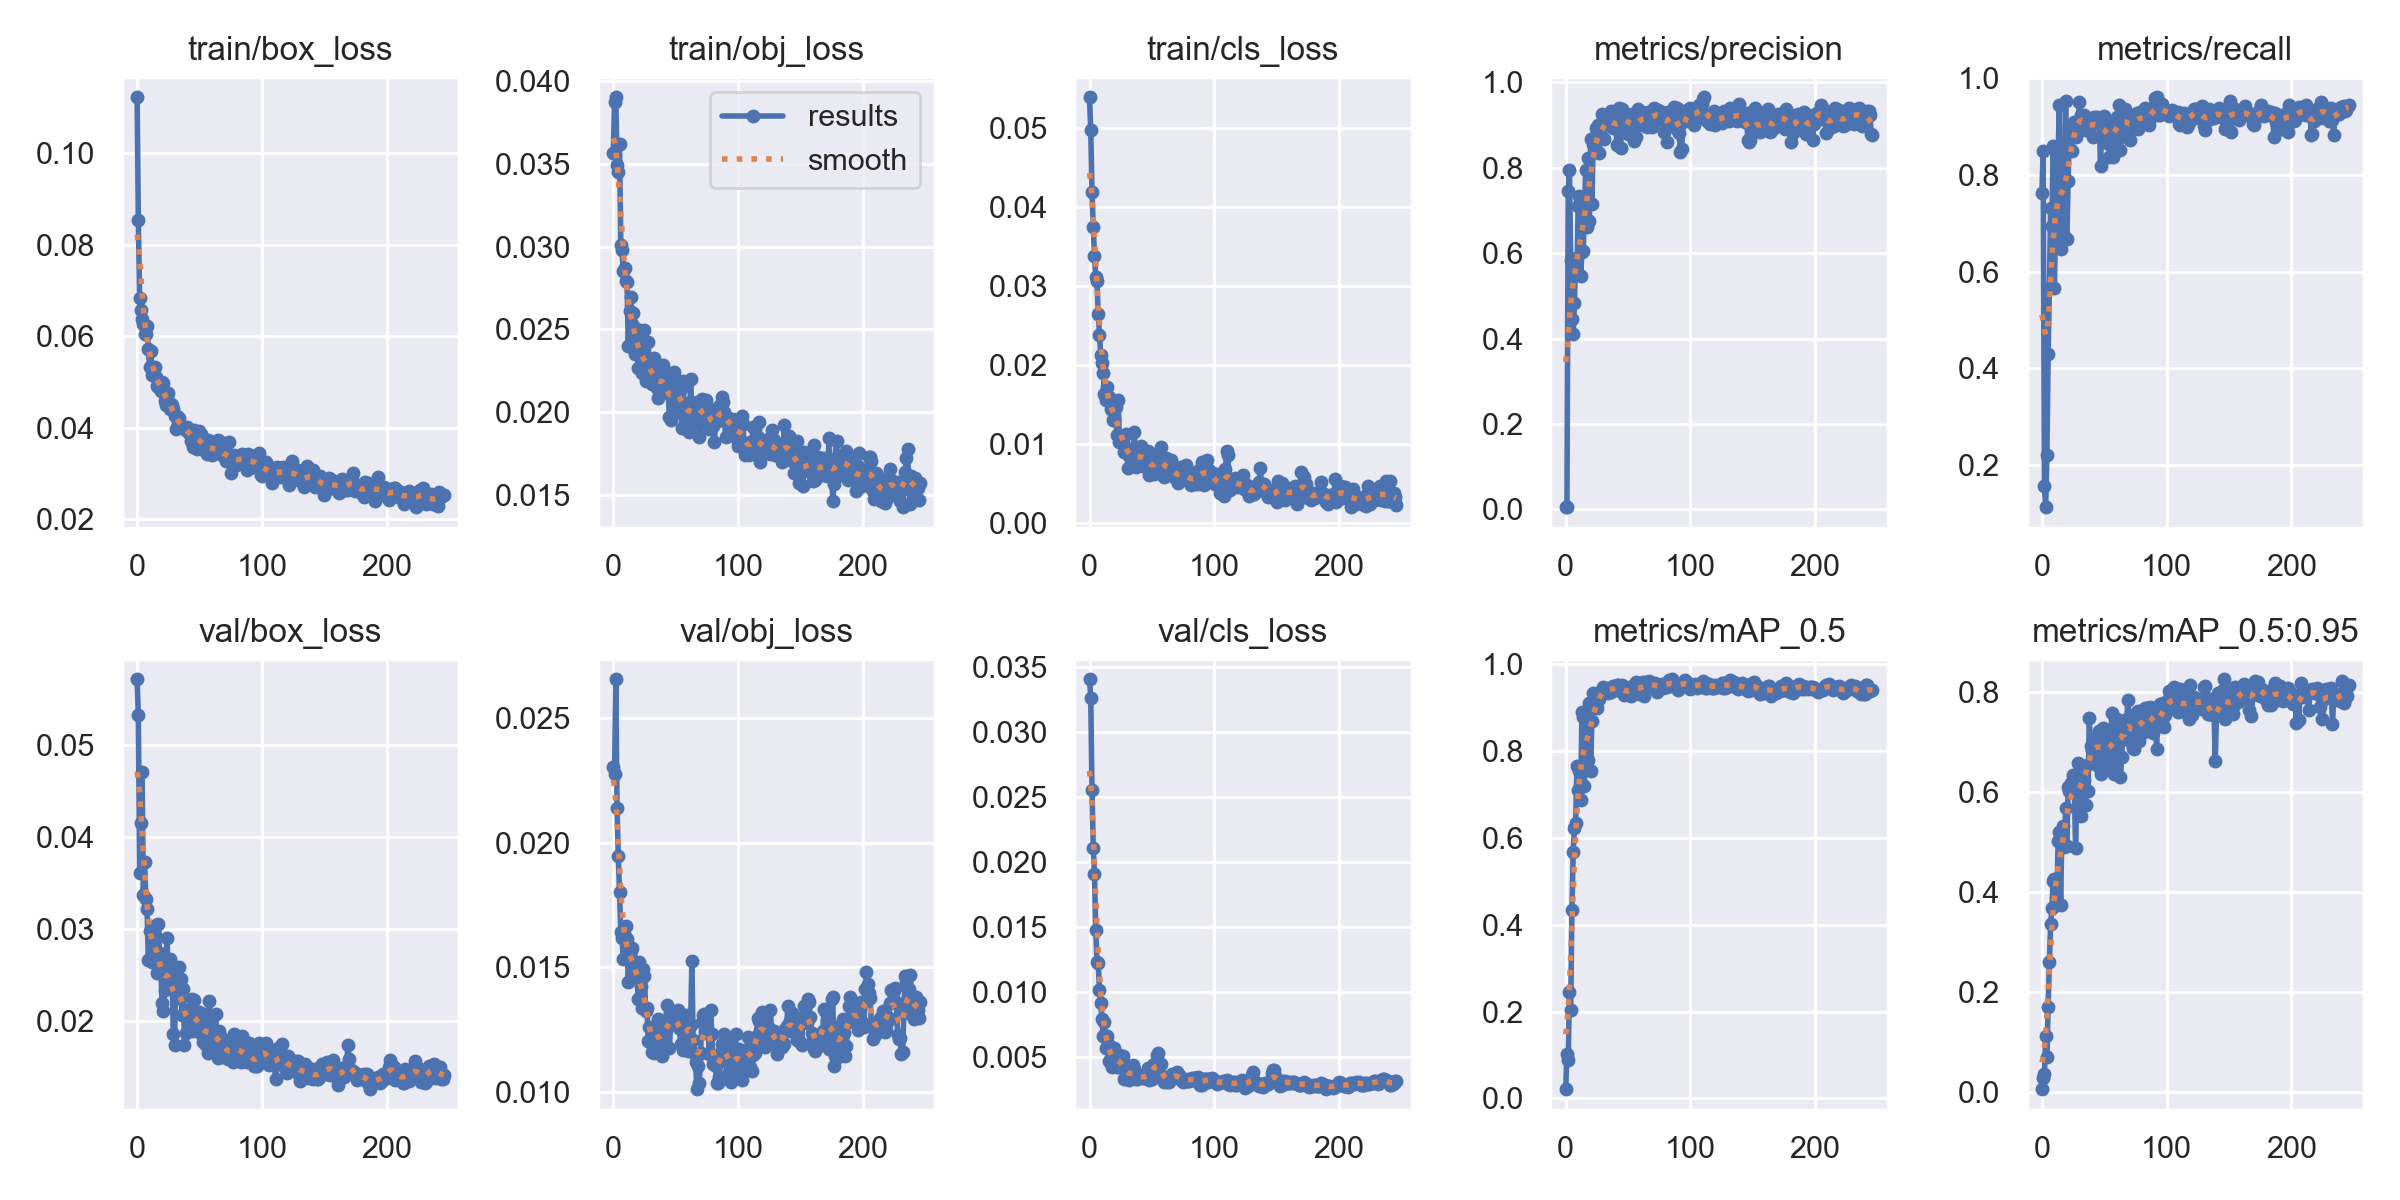 train/box_loss
0.10
0.08
0.06
0.04
0.02
0 100 200
train/obj_loss
0.040
0.035
0.030
0.025
0.020
0.015
results
smooth
0 100 200
train/cls_loss
0.05
0.04
0.03
0.02
0.01
0.00
0 100 200
metrics/precision
1.0
0.8
0.6
0.4
0.2
0.0
0 100 200
metrics/recall
1.0
0.8
0.6
0.4
0.2
0 100 200
val/box_loss
0.05
0.04
0.03
0.02
0 100 200
val/obj_loss
0.025
0.020
0.015
0.010
0 100 200
val/cls_loss
0.035
0.030
0.025
0.020
0.015
0.010
0.005
0 100 200
metrics/mAP_0.5
1.0
0.8
0.6
0.4
0.2
0.0
0 100 200
metrics/mAP_0.5:0.95
0.8
0.6
0.4
0.2
0.0
0 100 200